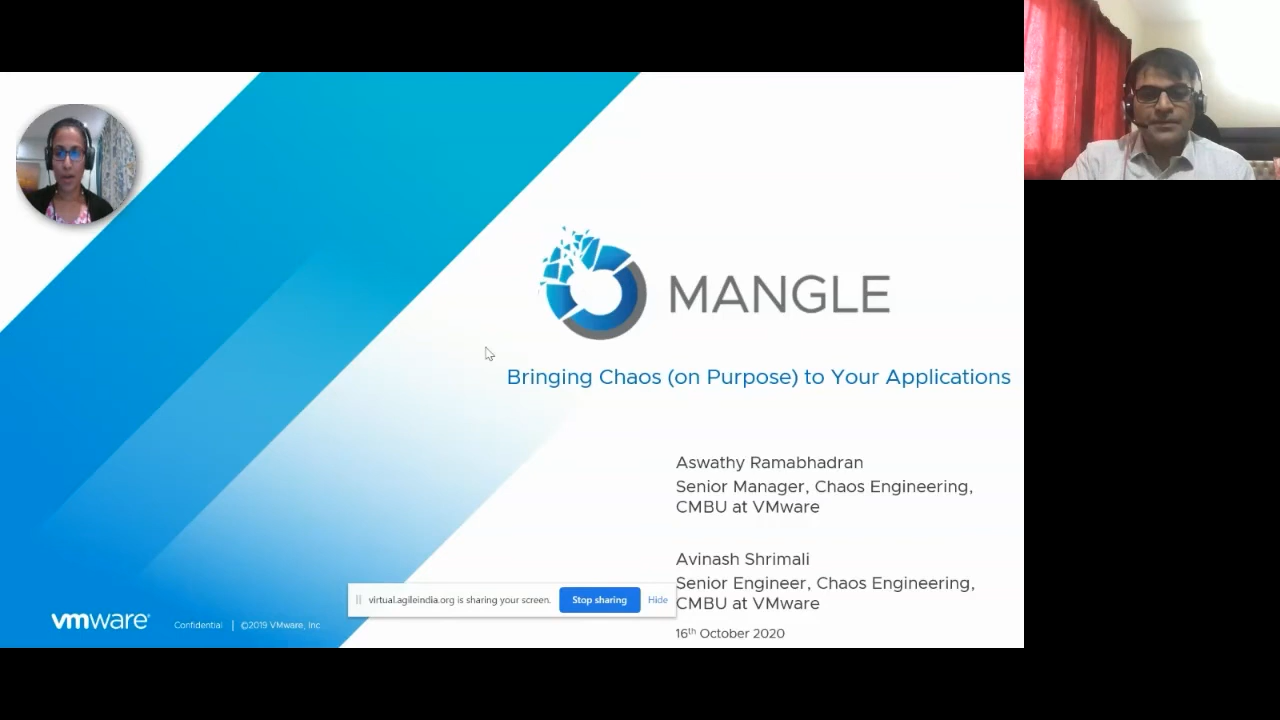 MANGLE
Bringing Chaos (on Purpose) to Your Applications
Aswathy Ramabhadran
Senior Manager, Chaos Engineering,
CMBU at VMware
Avinash Shrimali
Senior Engineer, Chaos Engineering,
CMBU at VMware
16th October 2020
virtual.agileindia.org is sharing your screen. Stop sharing Hide
vmware® Confidential | ©2019 VMware, Inc